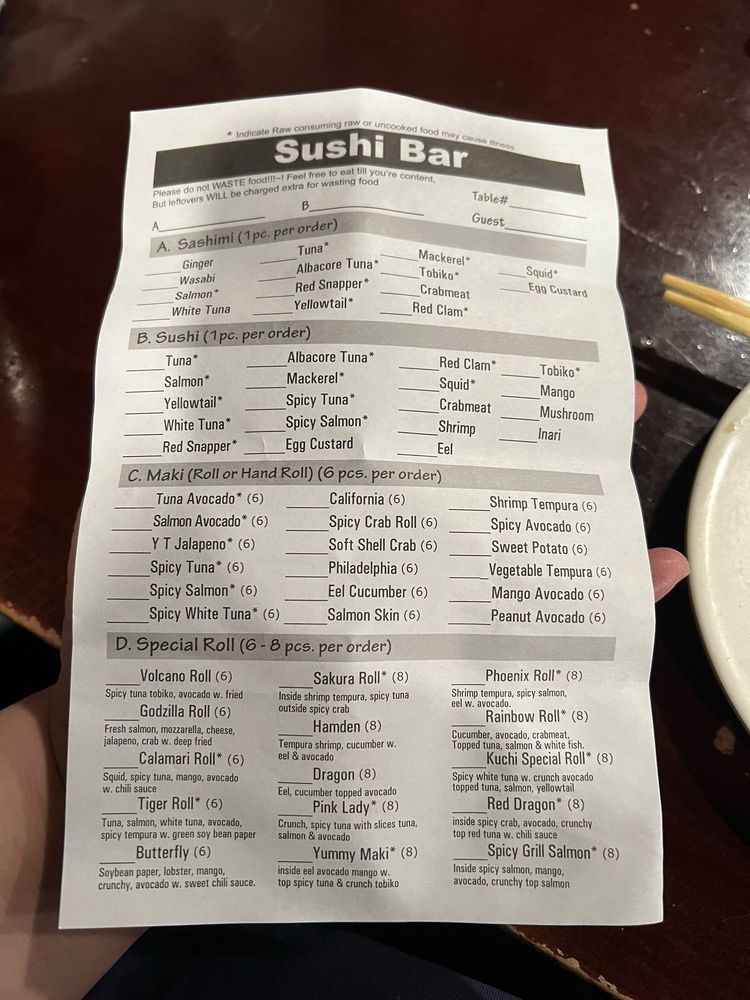 * Indicate Raw consuming raw or uncooked food may cause illness
Sushi Bar
Please do not WASTE food!!!~! Feel free to eat till you're content,
But leftovers WILL be charged extra for wasting food
Table#
A B Guest
A. Sashimi (1pc. per order)
Ginger Tuna* Mackerel* Squid*
Wasabi Albacore Tuna* Tobiko* Egg Custard
Salmon* Red Snapper* Crabmeat
White Tuna Yellowtail* Red Clam*
B. Sushi (1pc. per order)
Tuna* Albacore Tuna* Red Clam* Tobiko*
Salmon* Mackerel* Squid* Mango
Yellowtail* Spicy Tuna* Crabmeat Mushroom
White Tuna* Spicy Salmon* Shrimp Inari
Red Snapper* Egg Custard Eel
C. Maki (Roll or Hand Roll) (6 pcs. per order)
Tuna Avocado* (6) California (6) Shrimp Tempura (6)
Salmon Avocado* (6) Spicy Crab Roll (6) Spicy Avocado (6)
Y T Jalapeno* (6) Soft Shell Crab (6) Sweet Potato (6)
Spicy Tuna* (6) Philadelphia (6) Vegetable Tempura (6)
Spicy Salmon* (6) Eel Cucumber (6) Mango Avocado (6)
Spicy White Tuna* (6) Salmon Skin (6) Peanut Avocado (6)
D. Special Roll (6 - 8 pcs. per order)
Volcano Roll (6)
Spicy tuna tobiko, avocado w. fried
Godzilla Roll (6)
Fresh salmon, mozzarella, cheese,
jalapeno, crab w. deep fried
Calamari Roll* (6)
Squid, spicy tuna, mango, avocado
w. chili sauce
Tiger Roll* (6)
Tuna, salmon, white tuna, avocado,
spicy tempura w. green soy bean paper
Butterfly (6)
Soybean paper, lobster, mango,
crunchy, avocado w. sweet chili sauce.
Sakura Roll* (8)
Inside shrimp tempura, spicy tuna
outside spicy crab
Hamden (8)
Tempura shrimp, cucumber w.
eel & avocado
Dragon (8)
Eel, cucumber topped avocado
Pink Lady* (8)
Crunch, spicy tuna with slices tuna,
salmon & avocado
Yummy Maki* (8)
inside eel avocado mango w.
top spicy tuna & crunch tobiko
Phoenix Roll* (8)
Shrimp tempura, spicy salmon,
eel w. avocado.
Rainbow Roll* (8)
Cucumber, avocado, crabmeat,
Topped tuna, salmon & white fish.
Kuchi Special Roll* (8)
Spicy white tuna w. crunch avocado
topped tuna, salmon, yellowtail
Red Dragon* (8)
inside spicy crab, avocado, crunchy
top red tuna w. chili sauce
Spicy Grill Salmon* (8)
Inside spicy salmon, mango,
avocado, crunchy top salmon